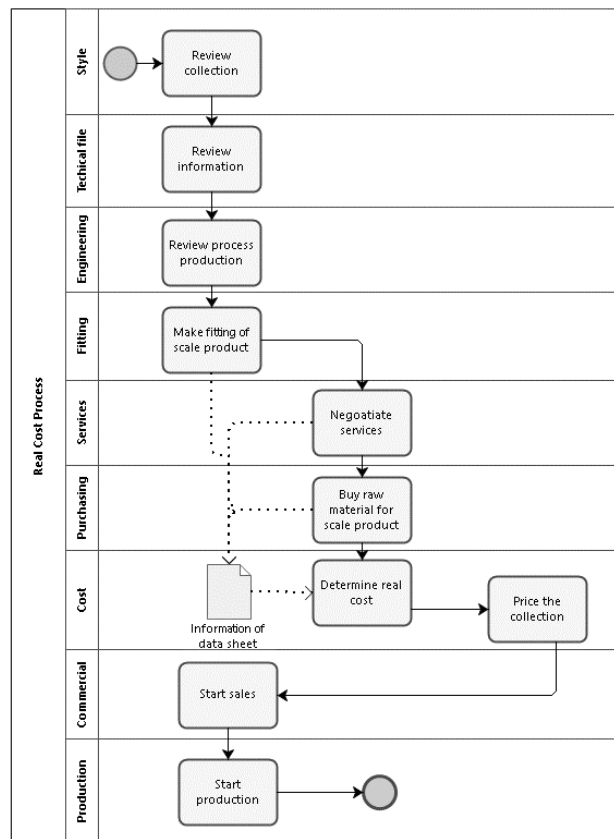 Real Cost Process
Style
Review
collection
Techical file
Review
information
Engineering
Review process
production
Fitting
Make fitting of
scale product
Services
Negoatiate
services
Purchasing
Buy raw
material for
scale product
Cost
Information of
data sheet
Determine real
cost
Price the
collection
Commercial
Start sales
Production
Start
production